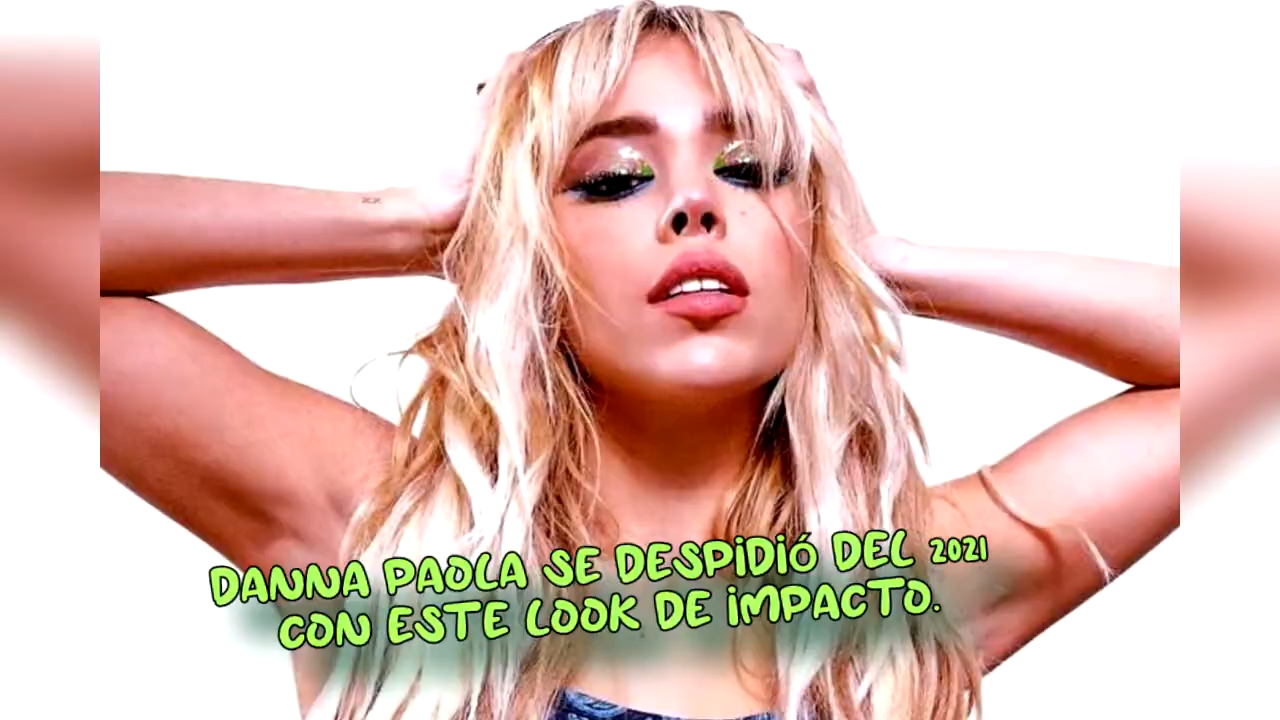 DANNA PAOLA SE DESPIDIÓ DEL 2021
CON ESTE LOOK DE IMPACTO.